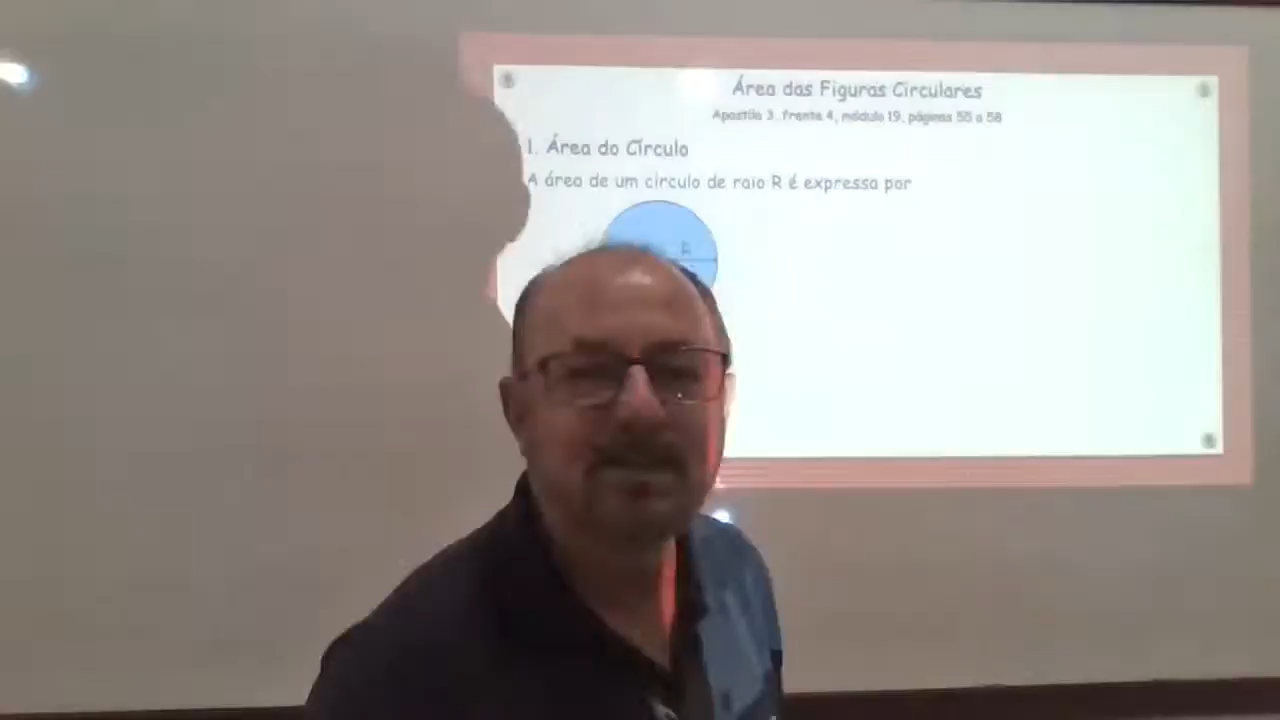 Área das Figuras Circulares
Apostila 3, frente 4, módulo 19, páginas 55 a 58
1. Área do Círculo
A área de um círculo de raio R é expressa por
R